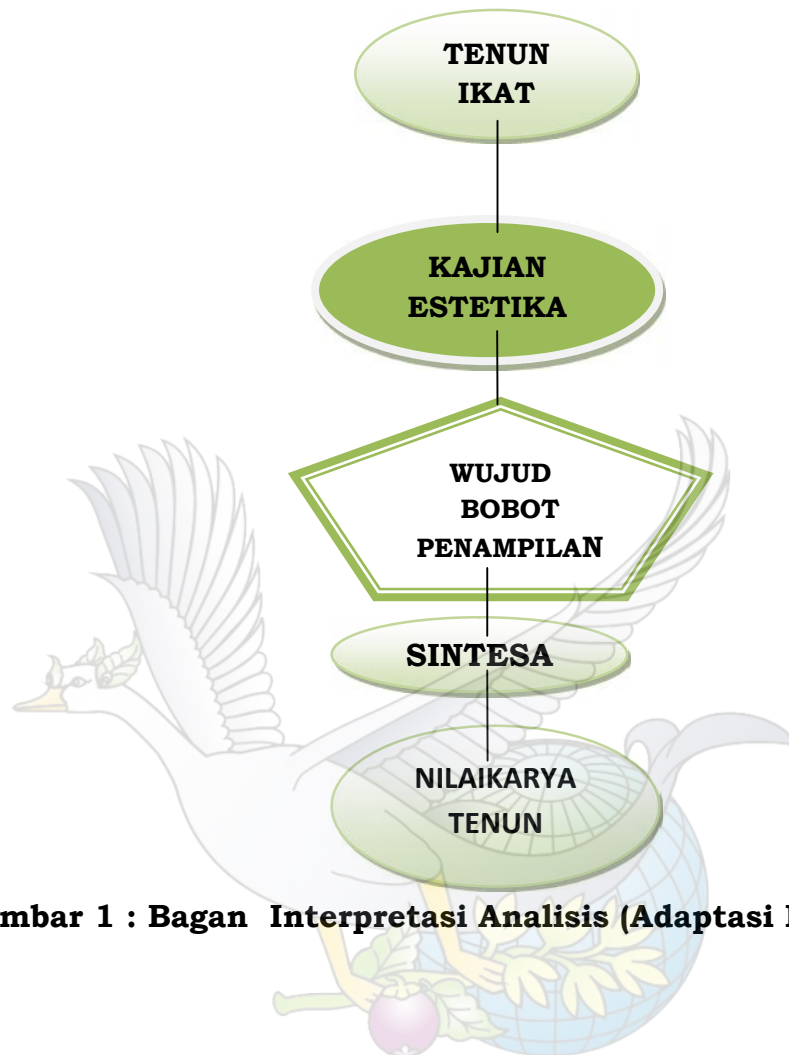 TENUN
IKAT
KAJIAN
ESTETIKA
WUJUD
BOBOT
PENAMPILAN
SINTESA
NILAIKARYA
TENUN
mbar 1 : Bagan Interpretasi Analisis (Adaptasi